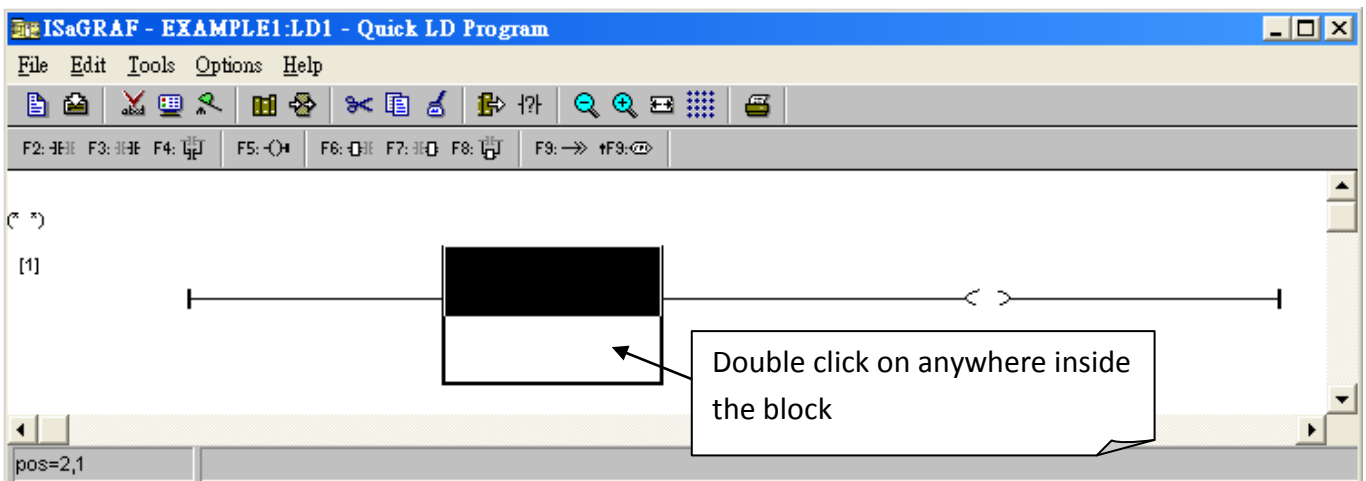 ISaGRAF - EXAMPLE1:LD1 - Quick LD Program
File Edit Tools Options Help
F2: F3: F4: F5: F6: F7: F8: F9: F9:
(* *)
[1]
Double click on anywhere inside
the block
pos=2,1